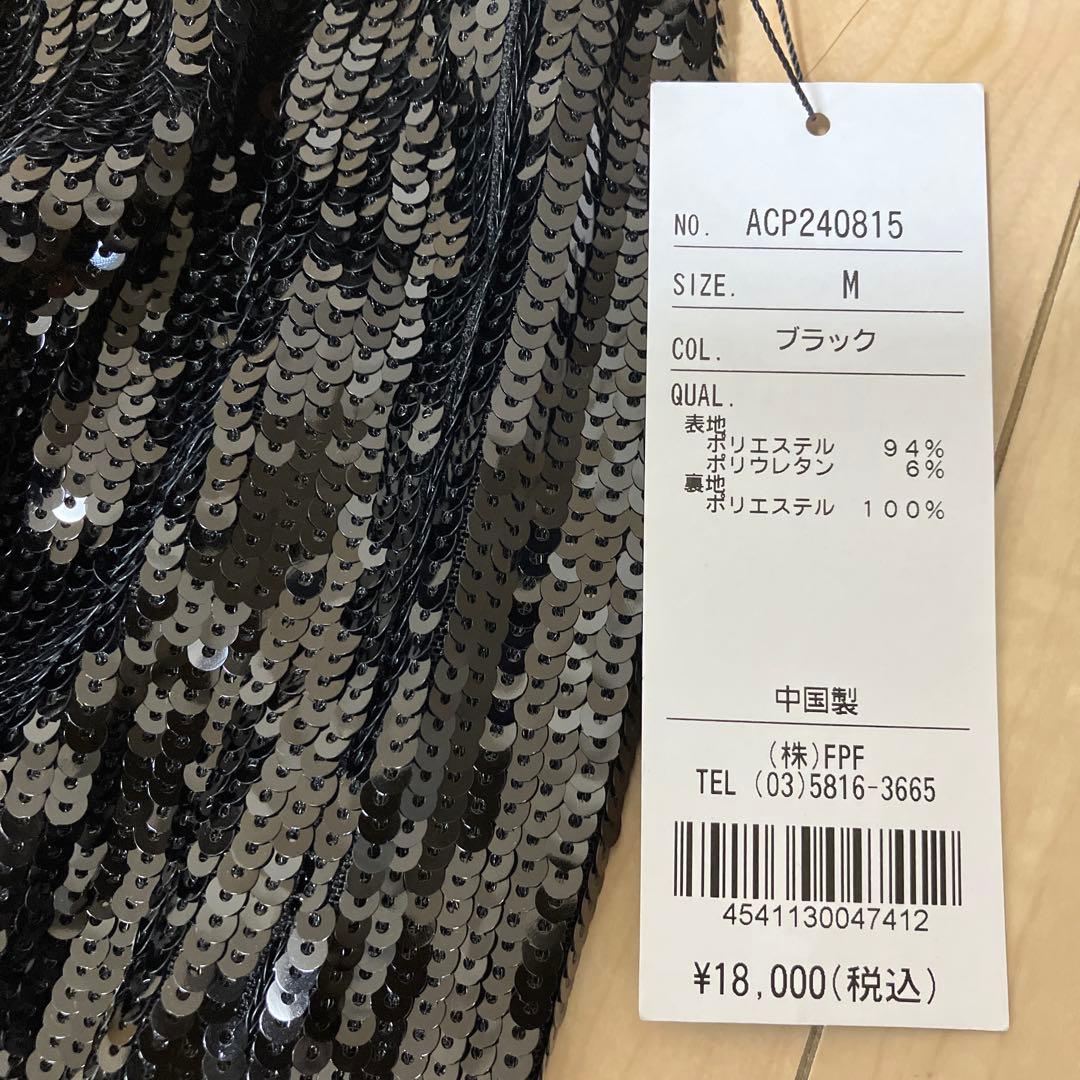 NO. ACP240815
SIZE. M
COL. ブラック
QUAL.
表地
ポリエステル 94%
ポリウレタン 6%
裏地
ポリエステル 100%
中国製
(株)FPF
TEL (03)5816-3665
4541130047412
¥18,000(税込)